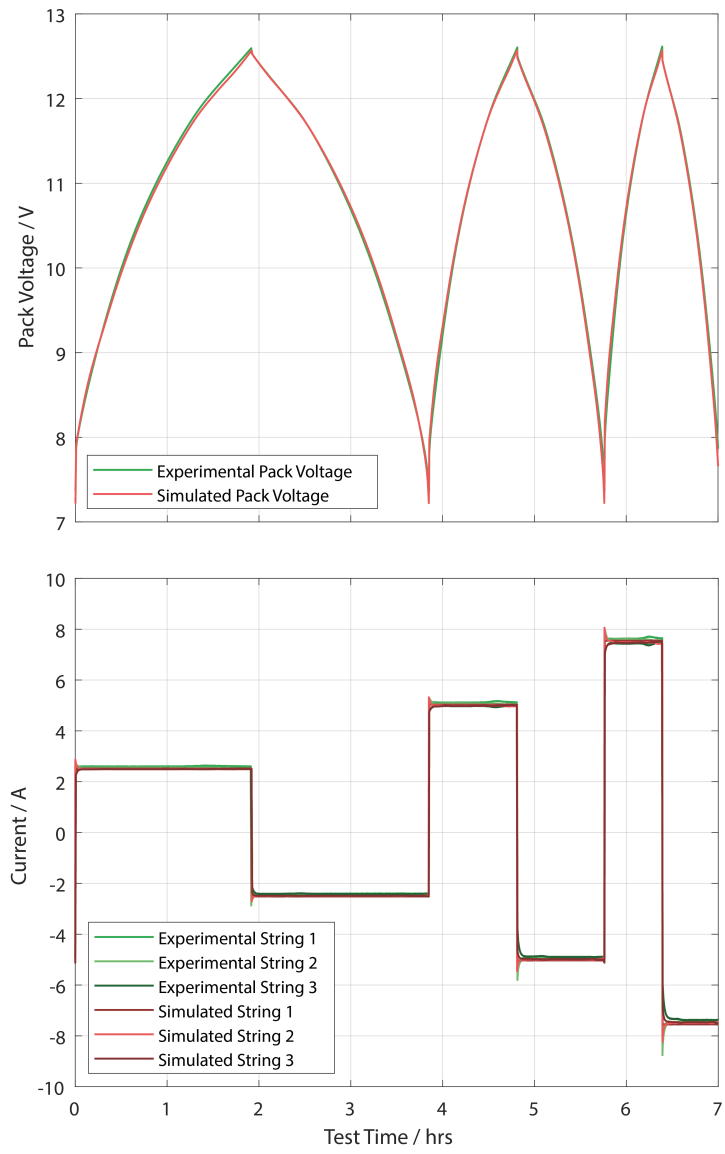 13
12
11
10
9
8
7
Pack Voltage / V
Experimental Pack Voltage
Simulated Pack Voltage
10
8
6
4
2
0
-2
-4
-6
-8
-10
Current / A
Experimental String 1
Experimental String 2
Experimental String 3
Simulated String 1
Simulated String 2
Simulated String 3
0 2 3 4 5 6 7
Test Time / hrs